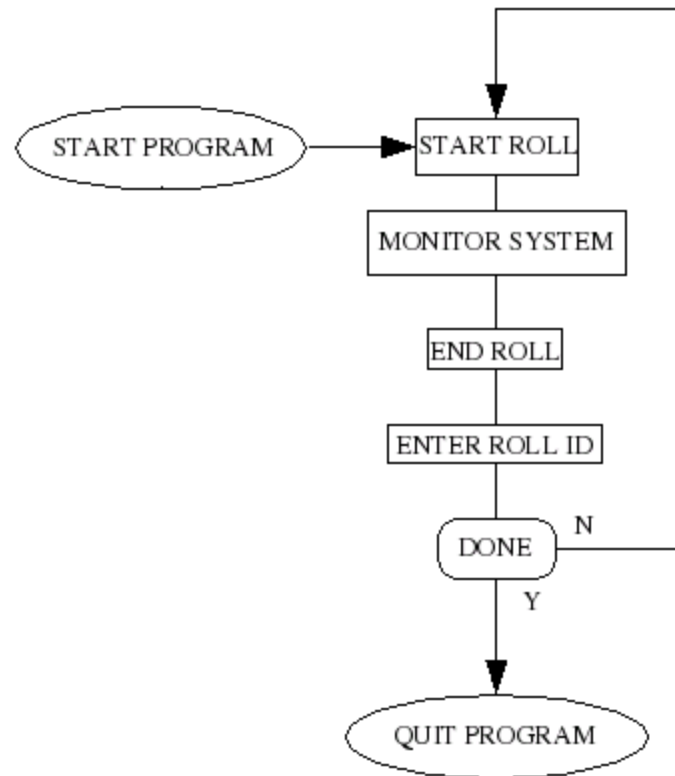 START PROGRAM
START ROLL
MONITOR SYSTEM
END ROLL
ENTER ROLL ID
DONE
N
Y
QUIT PROGRAM